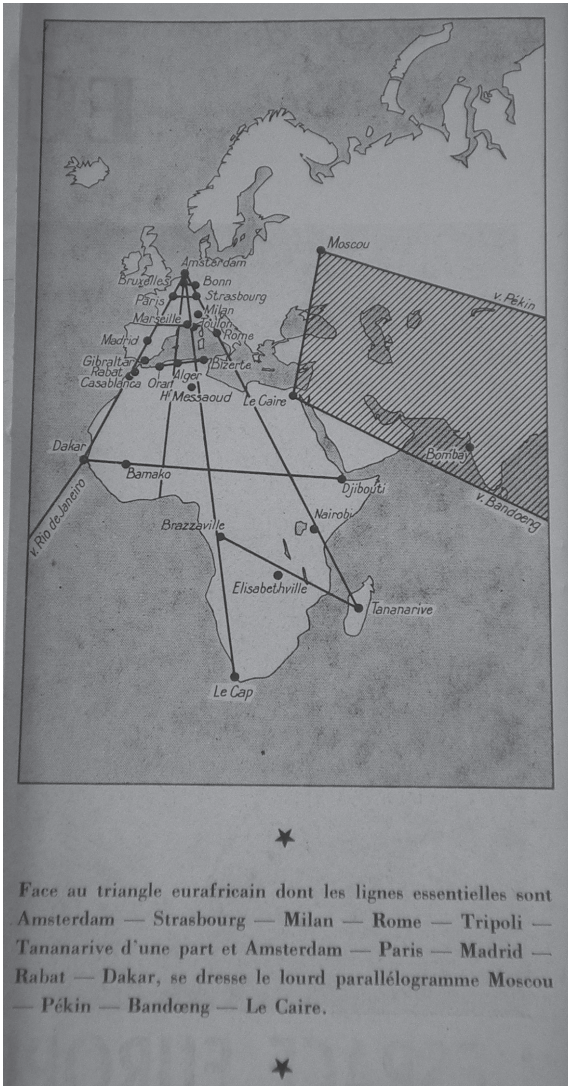 Moscou
v. Pékin
Amsterdam
Bruxelles
Bonn
Paris
Strasbourg
Milan
Marseille
Toulon
Rome
Madrid
Gibraltar
Bizerte
Rabat
Alger
Casablanca
Oran
Hi Messaoud
Le Caire
Dakar
Bamako
Bombay
Djibouti
v. Bandœng
v. Rio de Janeiro
Nairobi
Brazzaville
Elisabethville
Tananarive
Le Cap
Face au triangle eurafricain dont les lignes essentielles sont
Amsterdam — Strasbourg — Milan — Rome — Tripoli —
Tananarive d'une part et Amsterdam — Paris — Madrid —
Rabat — Dakar, se dresse le lourd parallélogramme Moscou
— Pékin — Bandœng — Le Caire.